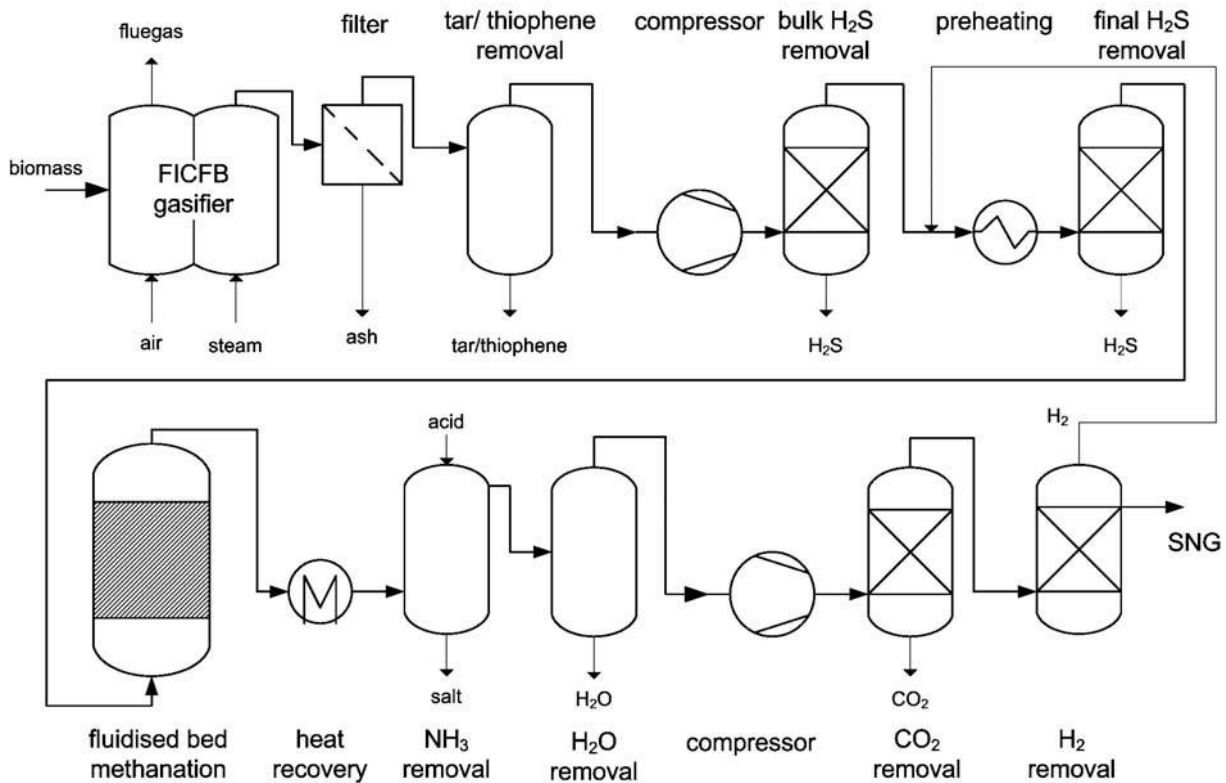 fluegas
filter
tar/ thiophene
removal
compressor
bulk H₂S
removal
preheating
final H₂S
removal
biomass
FICFB
gasifier
air
steam
ash
tar/thiophene
H₂S
H₂S
acid
H₂
SNG
salt
H₂O
CO₂
fluidised bed
methanation
heat
recovery
NH₃
removal
H₂O
removal
compressor
CO₂
removal
H₂
removal